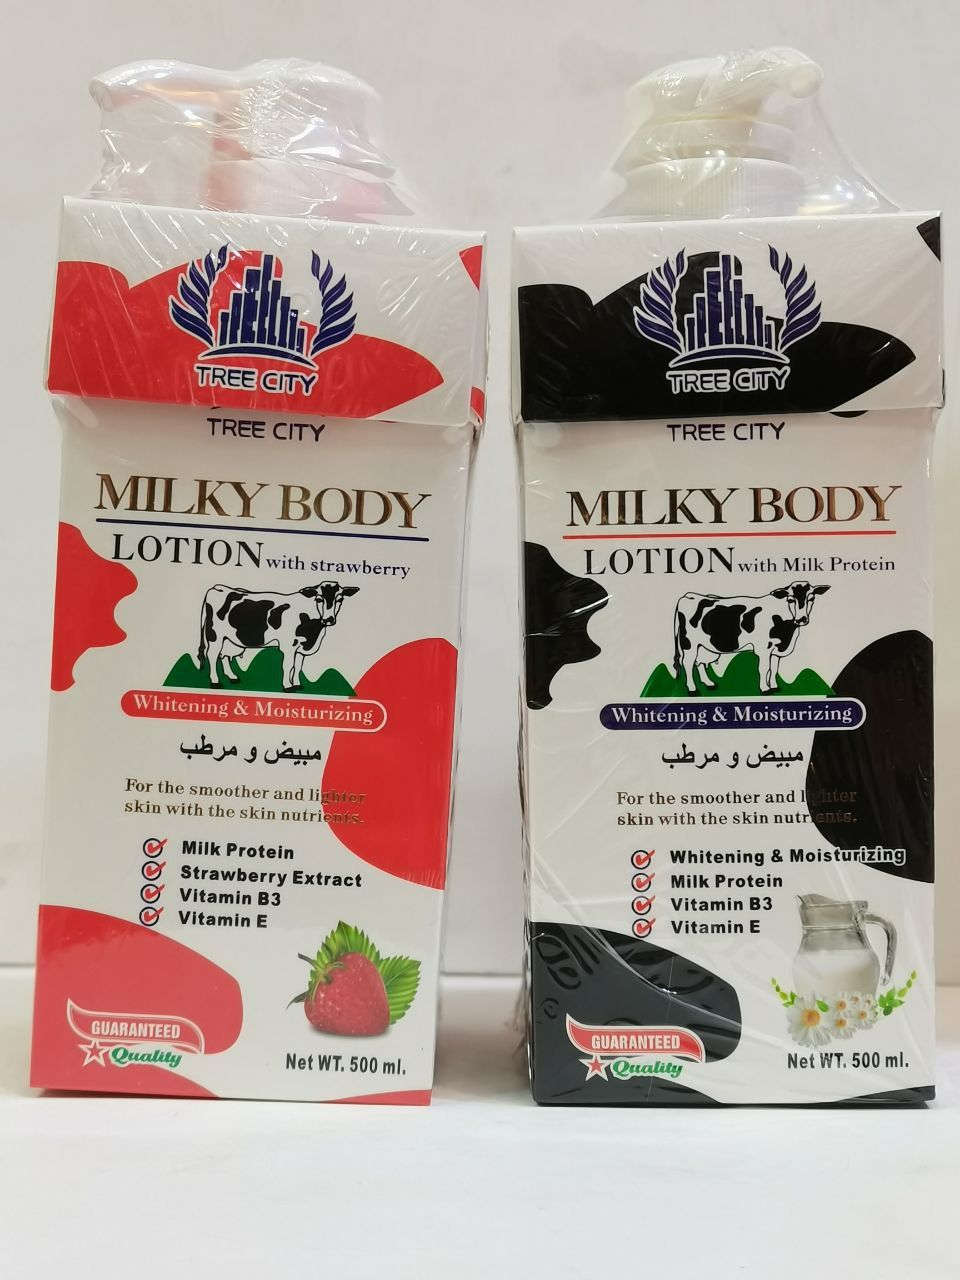 TREE CITY
TREE CITY
MILKY BODY
LOTION with strawberry
Whitening & Moisturizing
مبيض و مرطب
For the smoother and lighter
skin with the skin nutrients.
Milk Protein
Strawberry Extract
Vitamin B3
Vitamin E
GUARANTEED
Quality
Net WT. 500 ml.
TREE CITY
TREE CITY
MILKY BODY
LOTION with Milk Protein
Whitening & Moisturizing
مبيض و مرطب
For the smoother and lighter
skin with the skin nutrients.
Whitening & Moisturizing
Milk Protein
Vitamin B3
Vitamin E
GUARANTEED
Quality
Net WT. 500 ml.